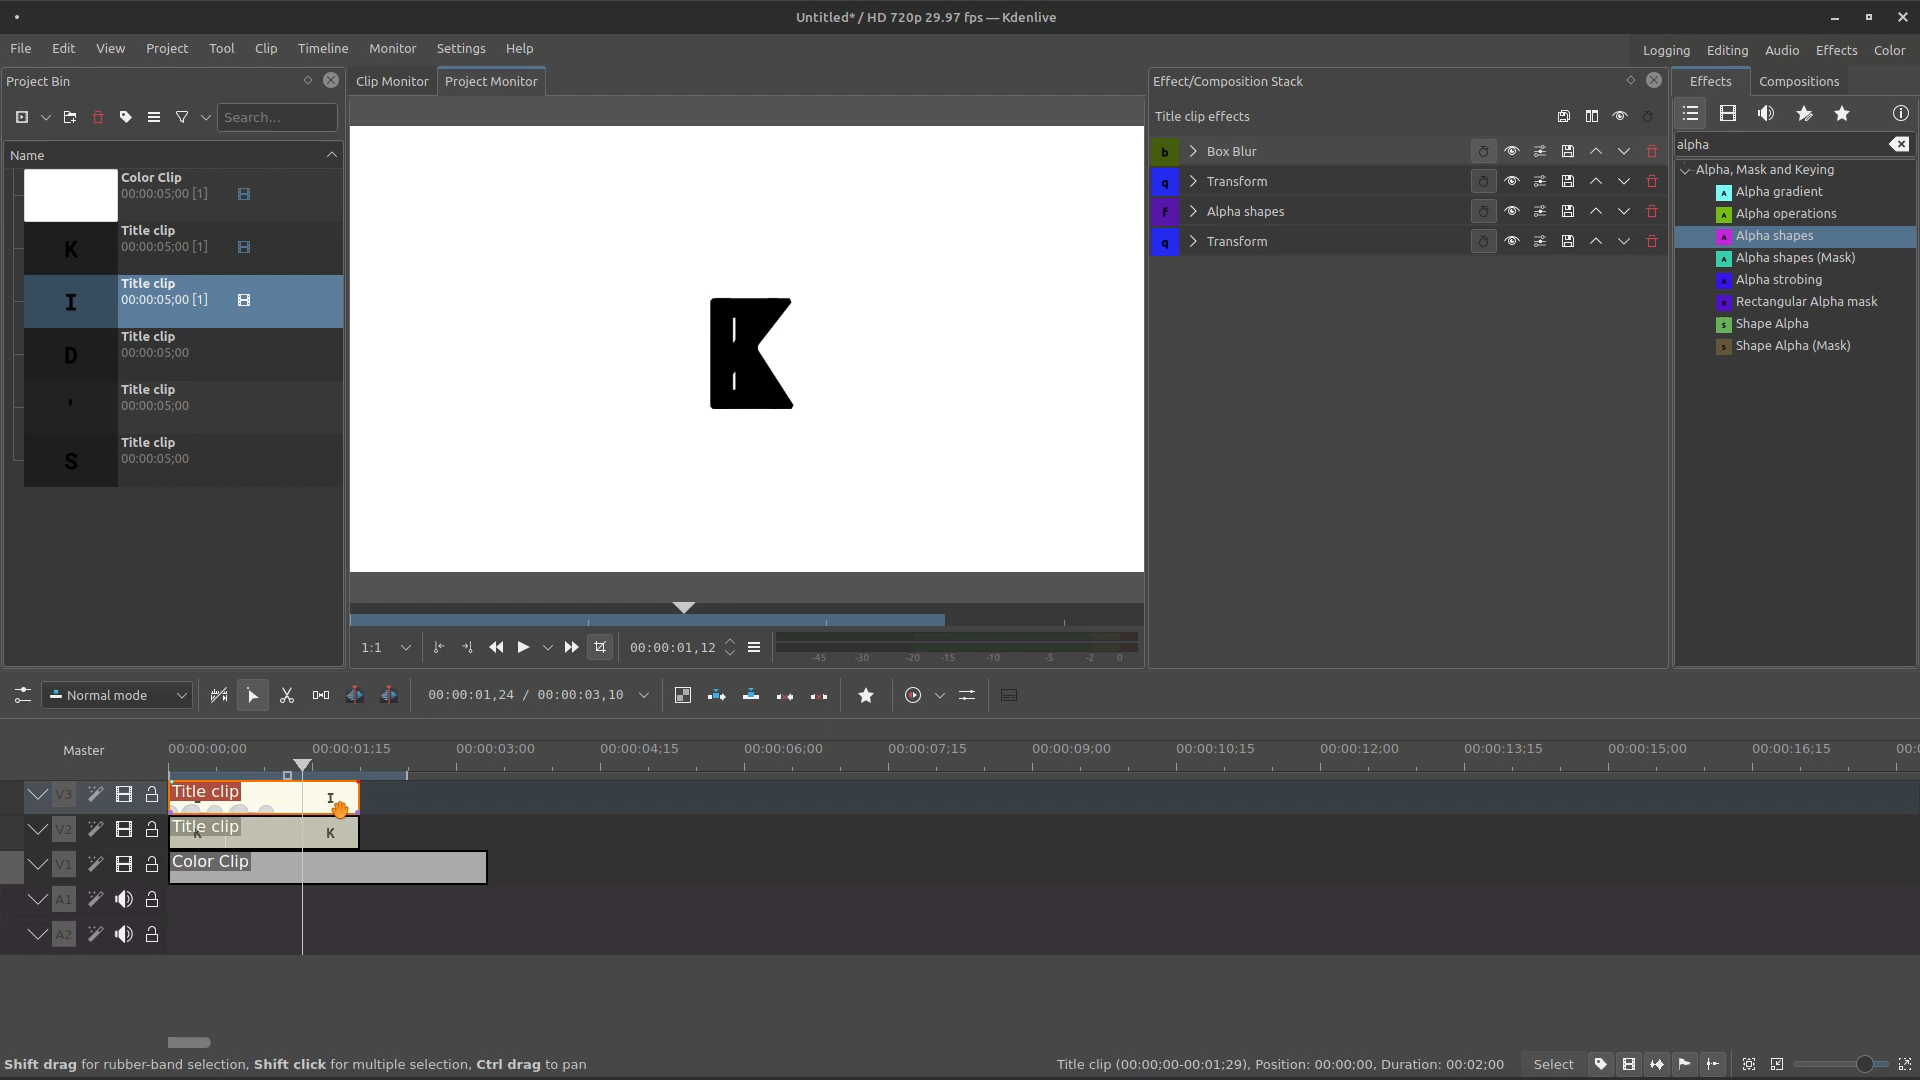 Untitled* / HD 720p 29.97 fps — Kdenlive
File Edit View Project Tool Clip Timeline Monitor Settings Help
Logging Editing Audio Effects Color
Project Bin
Clip Monitor Project Monitor
Effect/Composition Stack
Effects Compositions
Search...
Title clip effects
alpha
Name
Color Clip
00:00:05;00 [1]
K
Title clip
00:00:05;00 [1]
I
Title clip
00:00:05;00 [1]
D
Title clip
00:00:05;00
'
Title clip
00:00:05;00
S
Title clip
00:00:05;00
K
b Box Blur
q Transform
f Alpha shapes
q Transform
Alpha, Mask and Keying
A Alpha gradient
A Alpha operations
A Alpha shapes
A Alpha shapes (Mask)
A Alpha strobing
R Rectangular Alpha mask
S Shape Alpha
S Shape Alpha (Mask)
1:1
00:00:01,12
-45 -30 -20 -15 -10 -5 -2 0
Normal mode
00:00:01,24 / 00:00:03,10
Master
00:00:00;00 00:00:01;15 00:00:03;00 00:00:04;15 00:00:06;00 00:00:07;15 00:00:09;00 00:00:10;15 00:00:12;00 00:00:13;15 00:00:15;00 00:00:16;15
V3 Title clip I
V2 Title clip K K
V1 Color Clip
A1
A2
Shift drag for rubber-band selection, Shift click for multiple selection, Ctrl drag to pan
Title clip (00:00;00-00:01;29), Position: 00:00;00, Duration: 00:02;00
Select